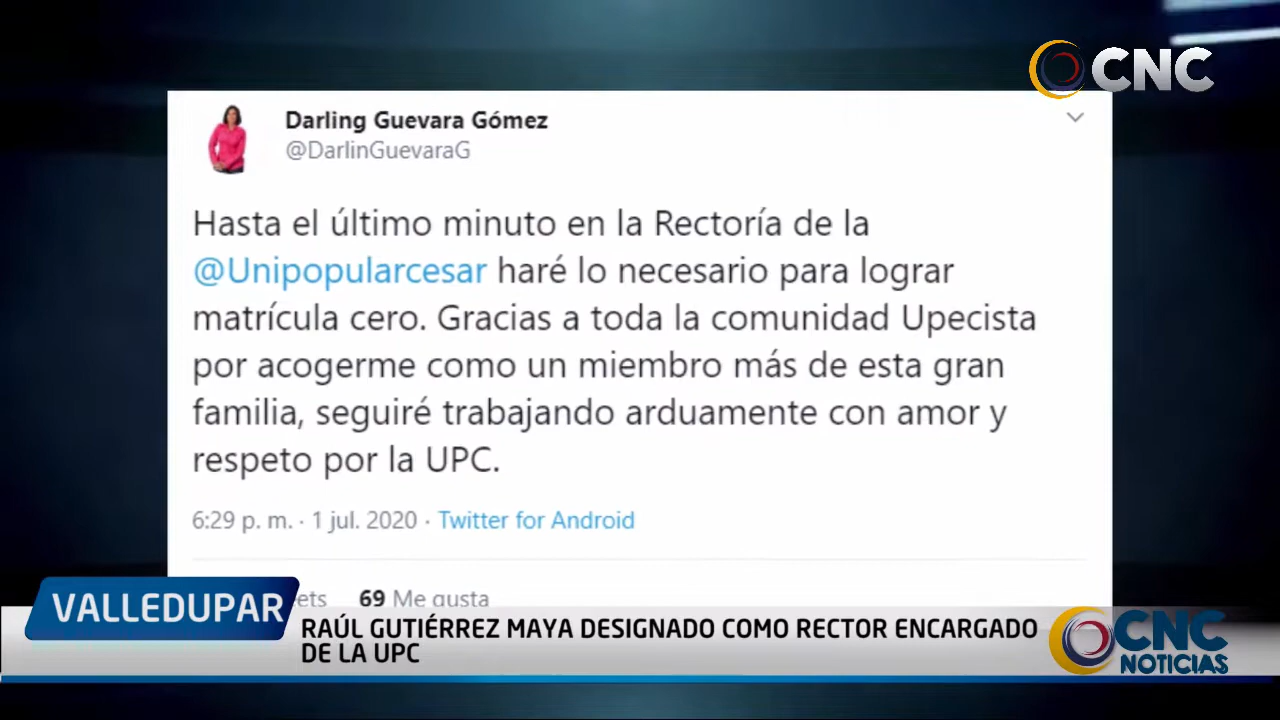 CNC
Darling Guevara Gómez
@DarlinGuevaraG
Hasta el último minuto en la Rectoría de la
@Unipopularcesar haré lo necesario para lograr
matrícula cero. Gracias a toda la comunidad Upecista
por acogerme como un miembro más de esta gran
familia, seguiré trabajando arduamente con amor y
respeto por la UPC.
6:29 p. m. · 1 jul. 2020 · Twitter for Android
69 Me gusta
VALLEDUPAR
RAÚL GUTIÉRREZ MAYA DESIGNADO COMO RECTOR ENCARGADO
DE LA UPC
CNC
NOTICIAS